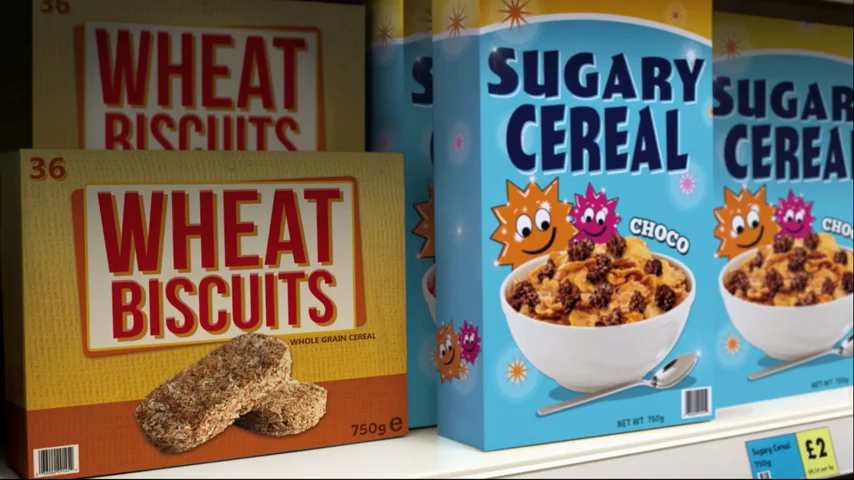 36
WHEAT
BISCUITS
36
WHEAT
BISCUITS
WHOLE GRAIN CEREAL
750g e
SUGARY
CEREAL
CHOCO
NET WT 750g
SUGAR
CEREA
CHO
NET WT 750g
Sugary Cereal
750g
£2